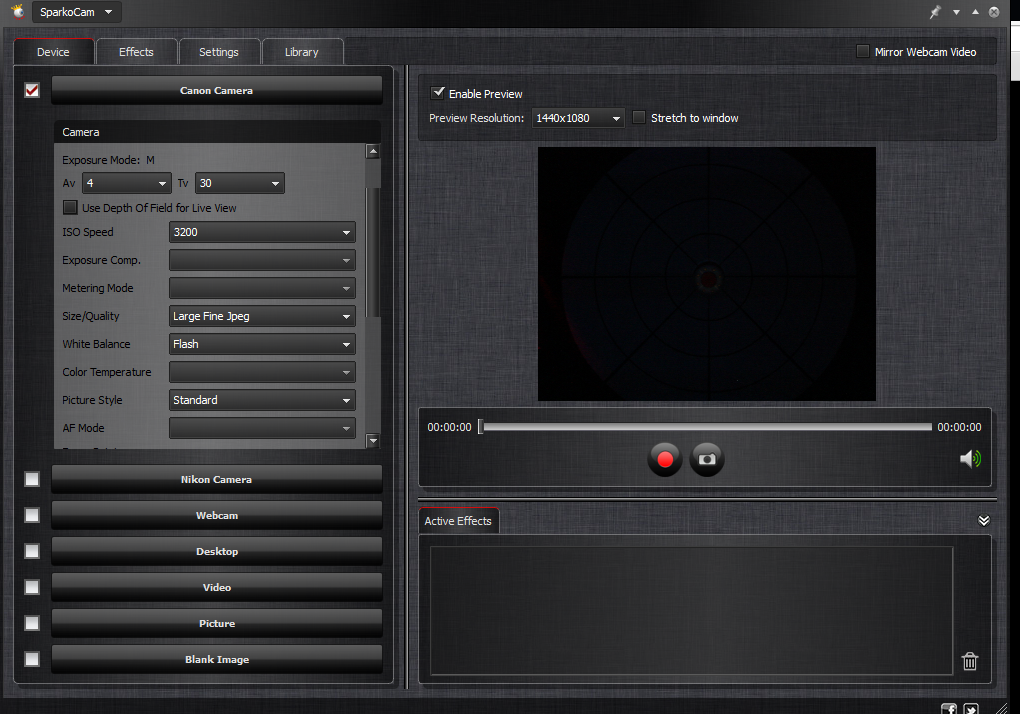 SparkoCam
Device
Effects
Settings
Library
Mirror Webcam Video
Canon Camera
Camera
Exposure Mode: M
Av 4 Tv 30
Use Depth Of Field for Live View
ISO Speed 3200
Exposure Comp.
Metering Mode
Size/Quality Large Fine Jpeg
White Balance Flash
Color Temperature
Picture Style Standard
AF Mode
Nikon Camera
Webcam
Desktop
Video
Picture
Blank Image
Enable Preview
Preview Resolution: 1440x1080 Stretch to window
00:00:00 00:00:00
Active Effects